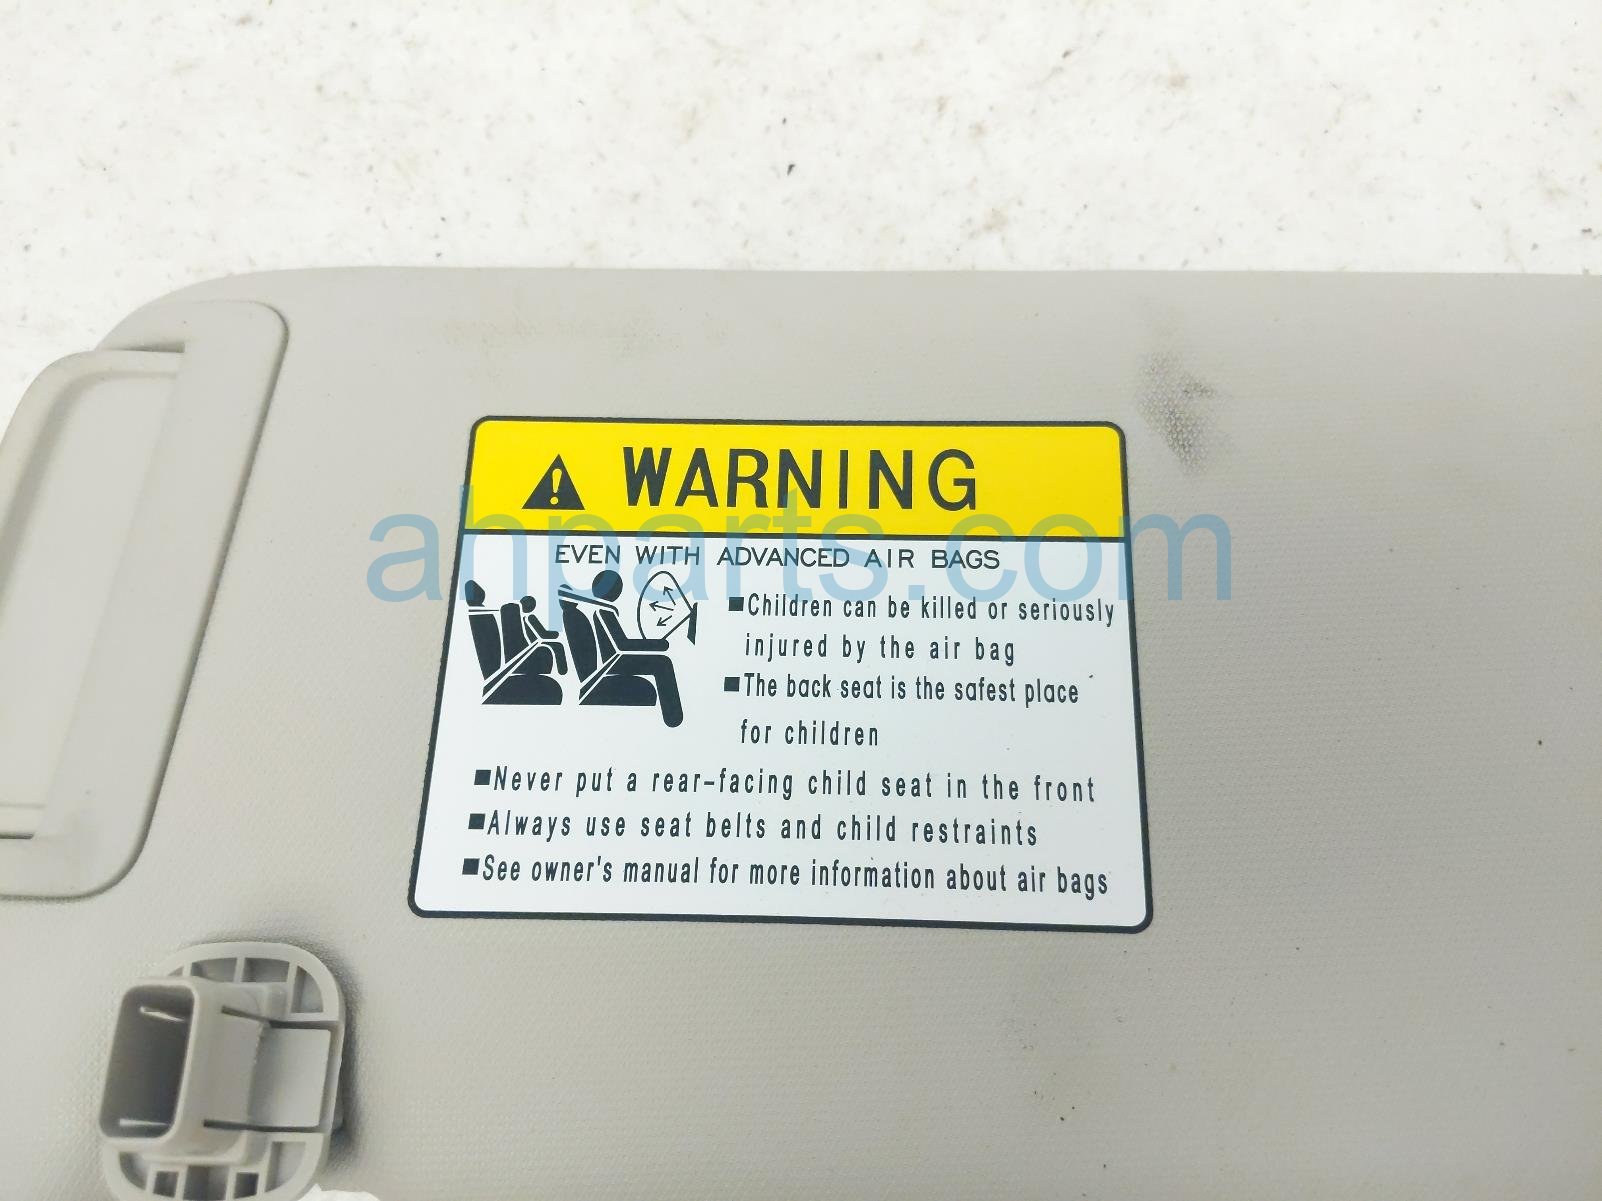 WARNING
EVEN WITH ADVANCED AIR BAGS
■Children can be killed or seriously
injured by the air bag
■The back seat is the safest place
for children
■Never put a rear-facing child seat in the front
■Always use seat belts and child restraints
■See owner's manual for more information about air bags
ahparts.com